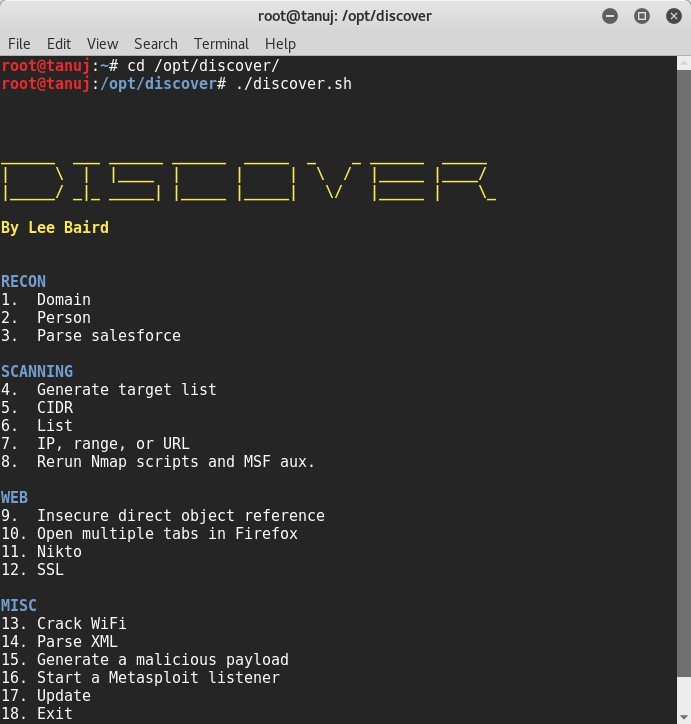 root@tanuj: /opt/discover
File Edit View Search Terminal Help
root@tanuj:~# cd /opt/discover/
root@tanuj:/opt/discover# ./discover.sh
DISCOVER
By Lee Baird
RECON
1. Domain
2. Person
3. Parse salesforce
SCANNING
4. Generate target list
5. CIDR
6. List
7. IP, range, or URL
8. Rerun Nmap scripts and MSF aux.
WEB
9. Insecure direct object reference
10. Open multiple tabs in Firefox
11. Nikto
12. SSL
MISC
13. Crack WiFi
14. Parse XML
15. Generate a malicious payload
16. Start a Metasploit listener
17. Update
18. Exit